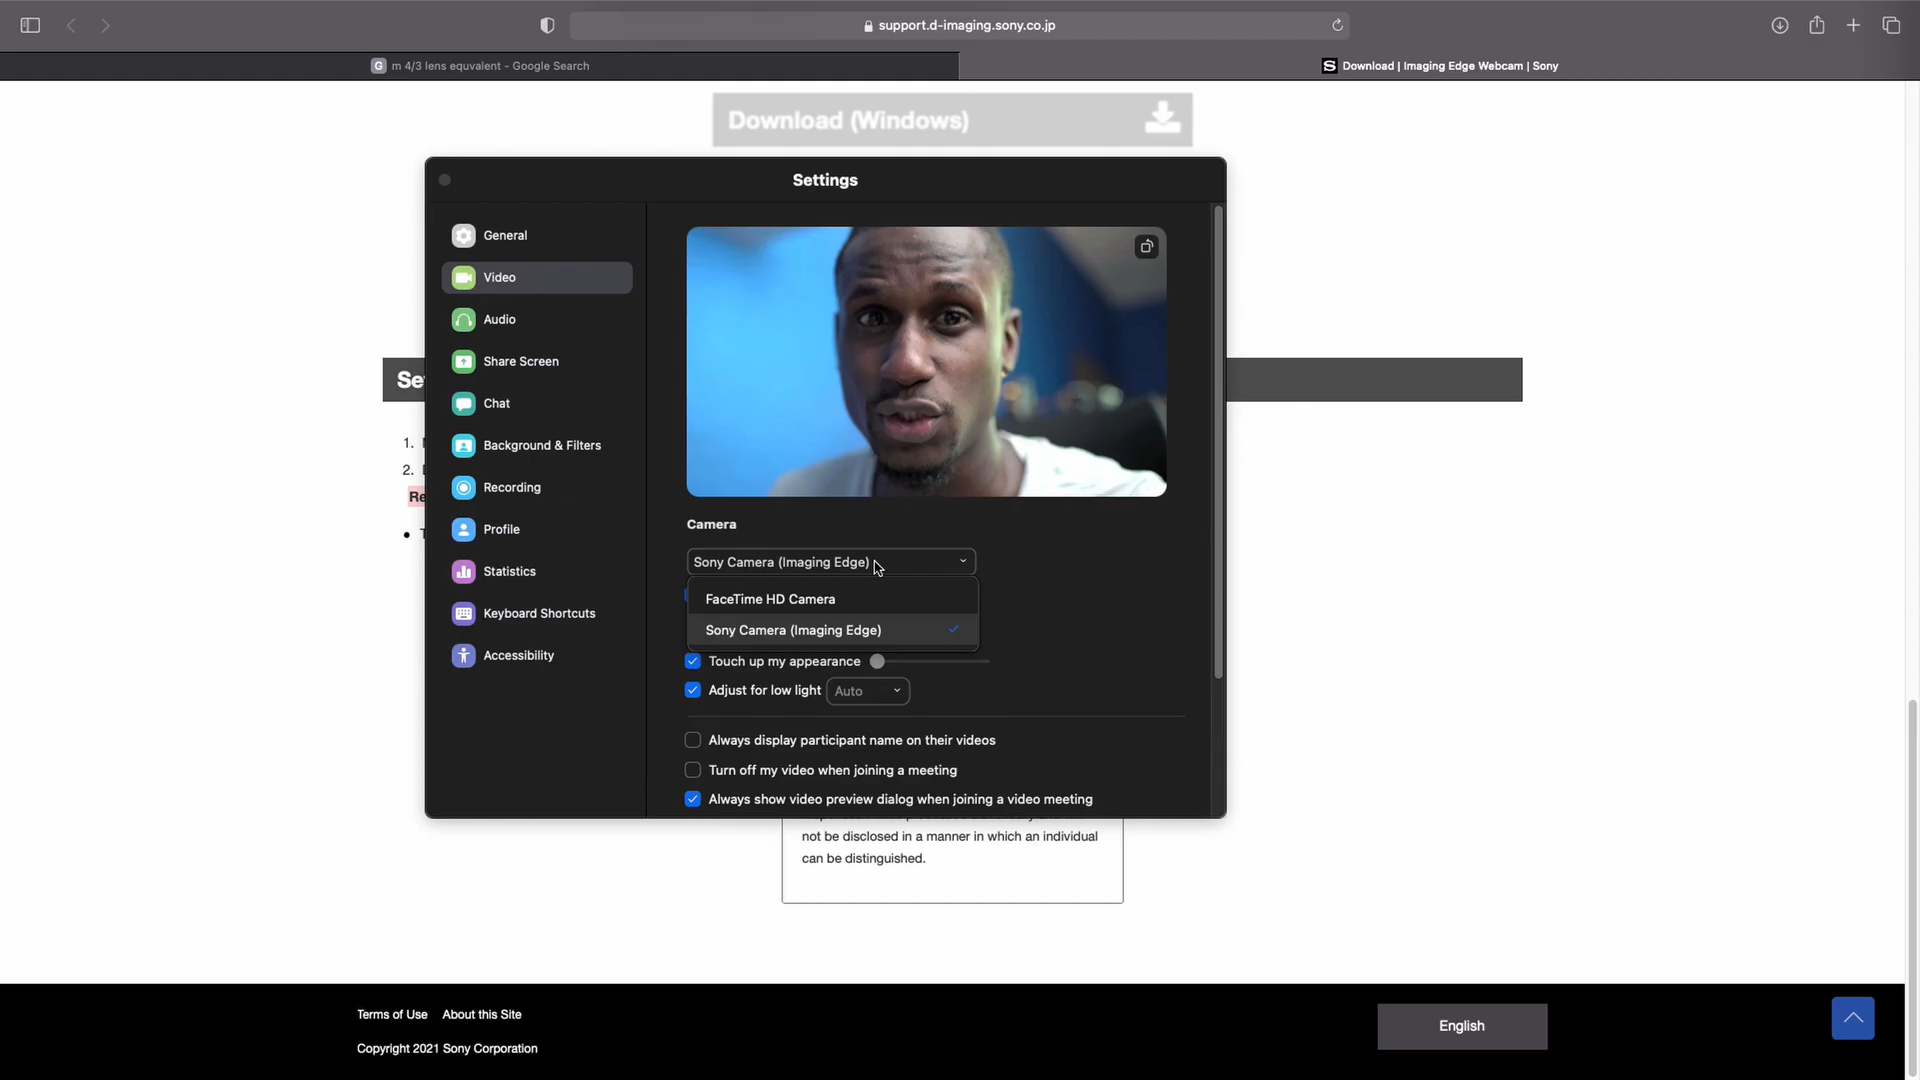 support.d-imaging.sony.co.jp
G m 4/3 lens equvalent - Google Search
S Download | Imaging Edge Webcam | Sony
Download (Windows)
Settings
General
Video
Audio
Share Screen
Chat
Background & Filters
Recording
Profile
Statistics
Keyboard Shortcuts
Accessibility
Camera
Sony Camera (Imaging Edge)
FaceTime HD Camera
Sony Camera (Imaging Edge)
Touch up my appearance
Adjust for low light Auto
Always display participant name on their videos
Turn off my video when joining a meeting
Always show video preview dialog when joining a video meeting
1.
2.
not be disclosed in a manner in which an individual
can be distinguished.
Terms of Use About this Site
English
Copyright 2021 Sony Corporation